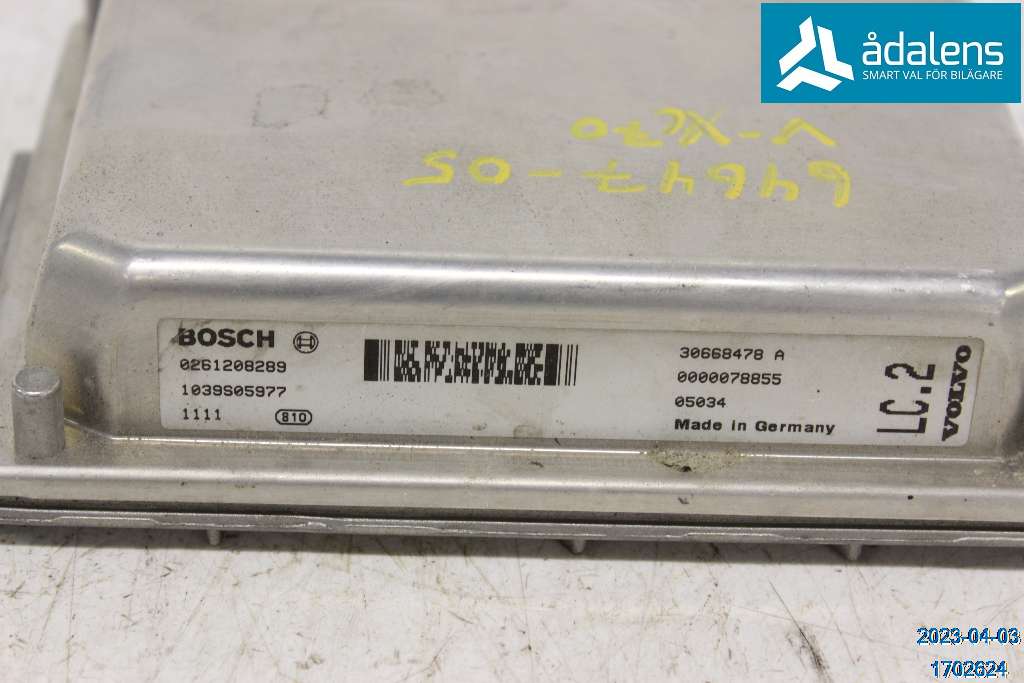 ådalens
SMART VAL FÖR BILÄGARE
V-XC70
64647-05
BOSCH
0261208289
1039S05977
1111 810
30668478 A
0000078855
05034
Made in Germany
LC.2
VOLVO
2023-04-03
1702624